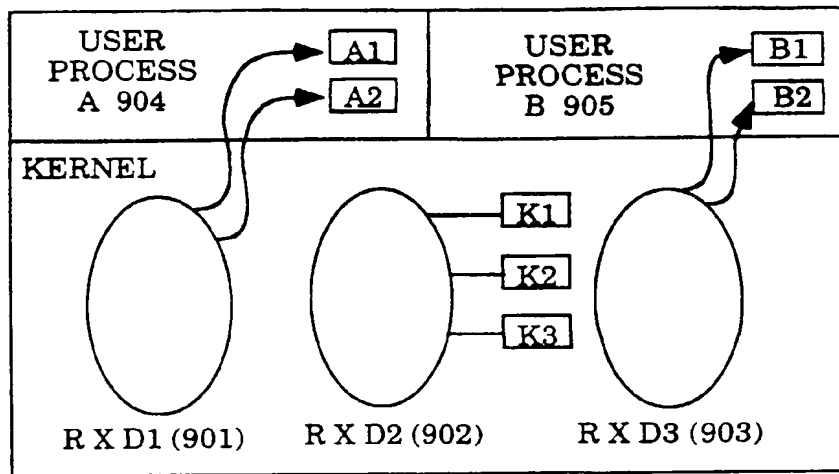 USER
PROCESS
A 904
A1
A2
USER
PROCESS
B 905
B1
B2
KERNEL
K1
K2
K3
R X D1 (901)
R X D2 (902)
R X D3 (903)